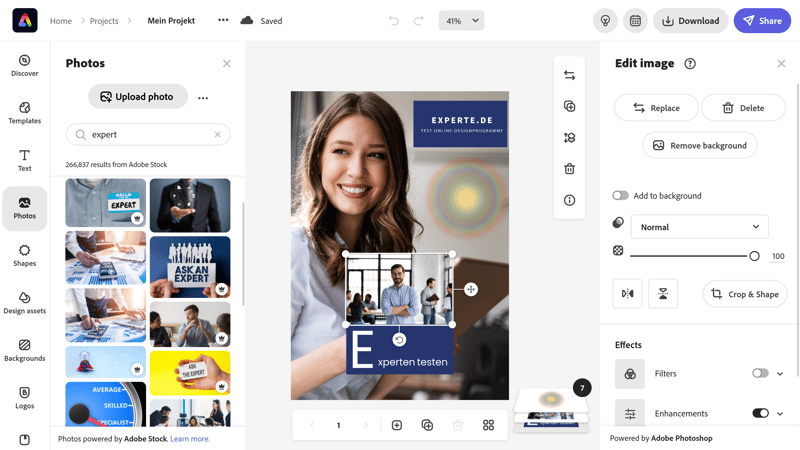 Home
Projects
Mein Projekt
Saved
41%
Download
Share
Discover
Templates
Text
Photos
Shapes
Design assets
Backgrounds
Logos
Photos
Upload photo
expert
266,837 results from Adobe Stock
HELLO
EXPERT
ASK AN
EXPERT
ASK
THE EXPERT
AVERAGE
SKILLED
SPECIALIST
Photos powered by Adobe Stock. Learn more.
EXPERTE.DE
TEST ONLINE-DESIGNPROGRAMME
Experten testen
1
7
Edit image
Replace
Delete
Remove background
Add to background
Normal
100
Crop & Shape
Effects
Filters
Enhancements
Powered by Adobe Photoshop